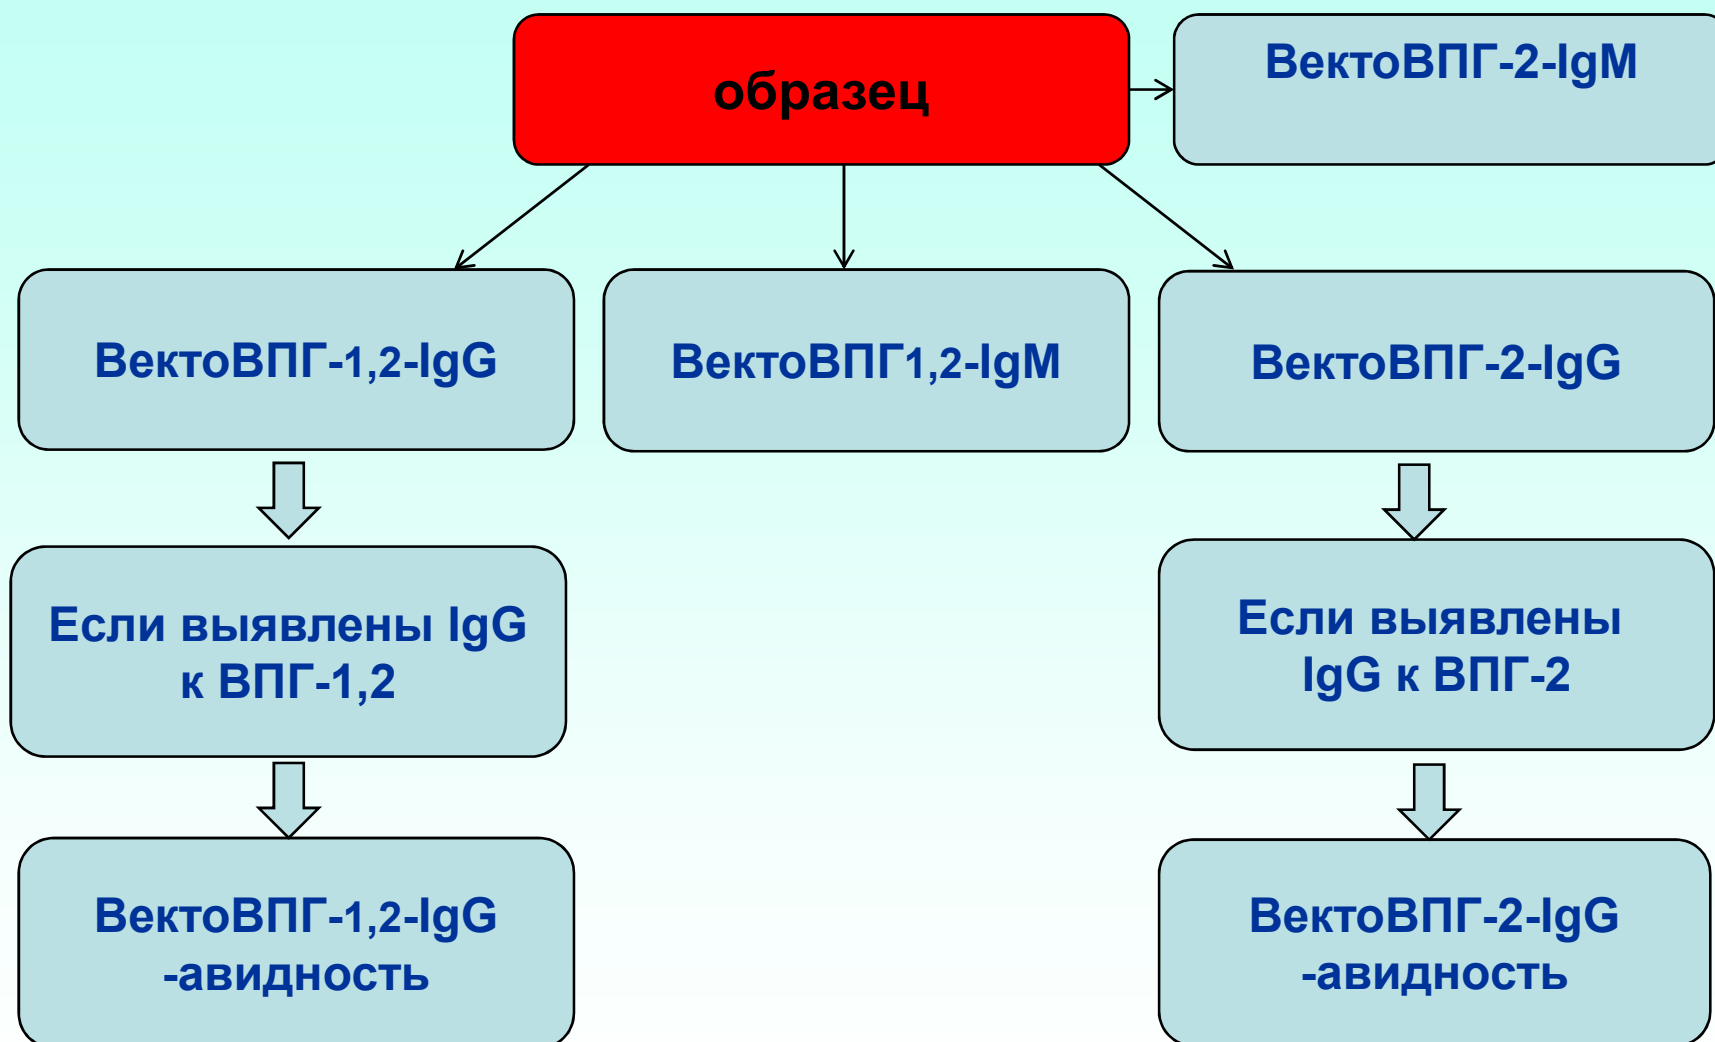 образец
ВектоВПГ-2-IgM
ВектоВПГ-1,2-IgG
ВектоВПГ1,2-IgM
ВектоВПГ-2-IgG
Если выявлены IgG
к ВПГ-1,2
Если выявлены
IgG к ВПГ-2
ВектоВПГ-1,2-IgG
-авидность
ВектоВПГ-2-IgG
-авидность